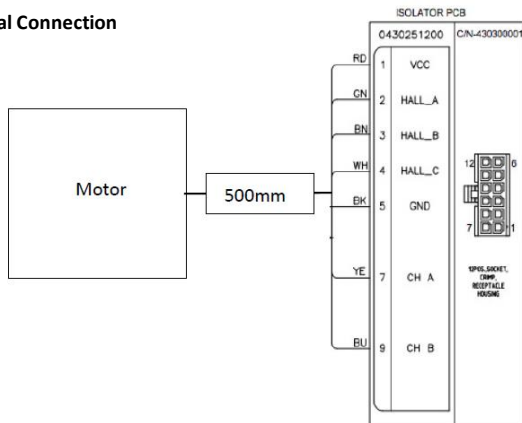 al Connection
ISOLATOR PCB
0430251200
C/N-430300001
RD 1 VCC
GN 2 HALL_A
BN 3 HALL_B
WH 4 HALL_C
BK 5 GND
YE 7 CH A
BU 9 CH B
Motor
500mm
12 6
7 1
12POS.,SOCKET,
CRIMP,
RECEPTACLE
HOUSING